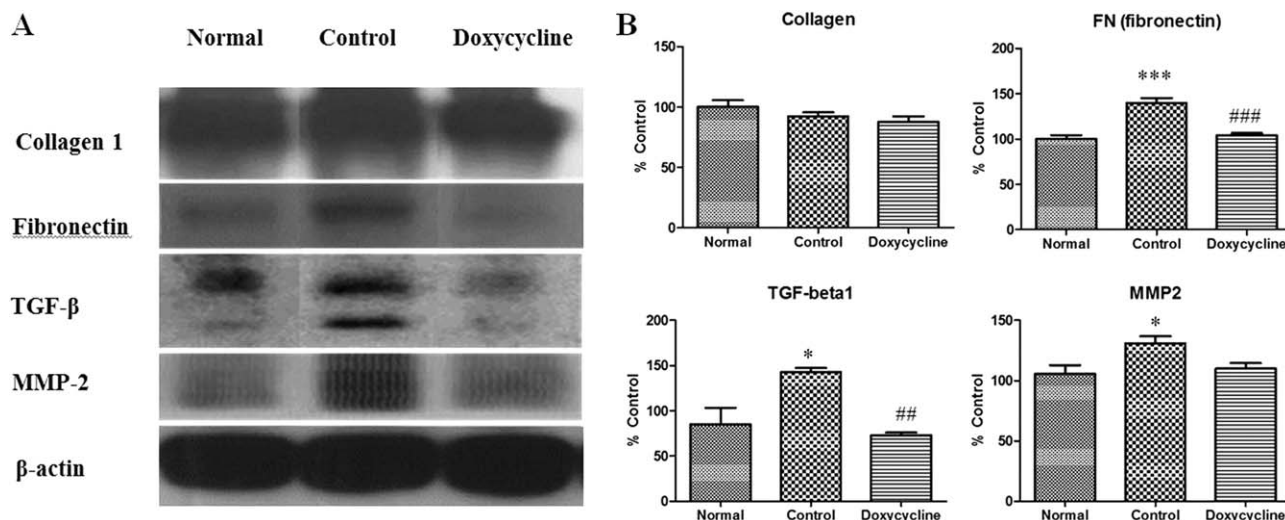 A
Normal Control Doxycycline
Collagen 1
Fibronectin
TGF-β
MMP-2
β-actin
B
Collagen
% Control
150
100
50
0
Normal Control Doxycycline
FN (fibronectin)
% Control
200
150
100
50
0
***
###
Normal Control Doxycycline
TGF-beta1
% Control
200
150
100
50
0
*
##
Normal Control Doxycycline
MMP2
% Control
150
100
50
0
*
Normal Control Doxycycline